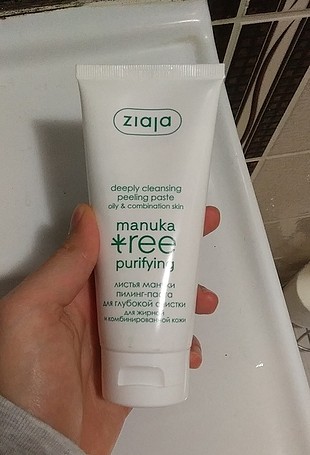 ziaja
deeply cleansing
peeling paste
oily & combination skin
manuka
tree
purifying
листья мануки
пилинг-паста
для глубокой очистки
для жирной
и комбинированной кожи